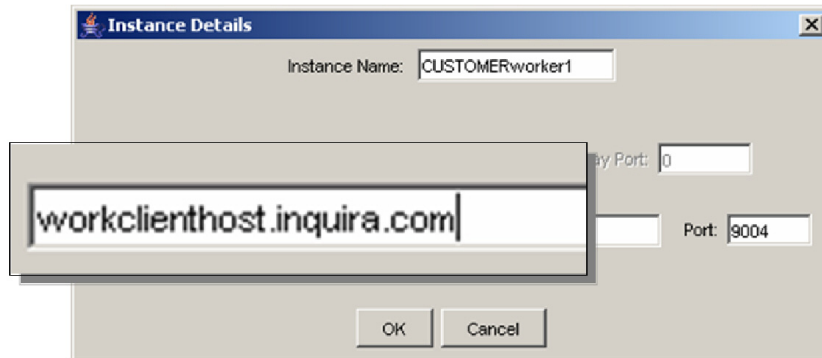 Instance Details
Instance Name: CUSTOMERworker1
ay Port: 0
workclienthost.inquira.com
Port: 9004
OK Cancel